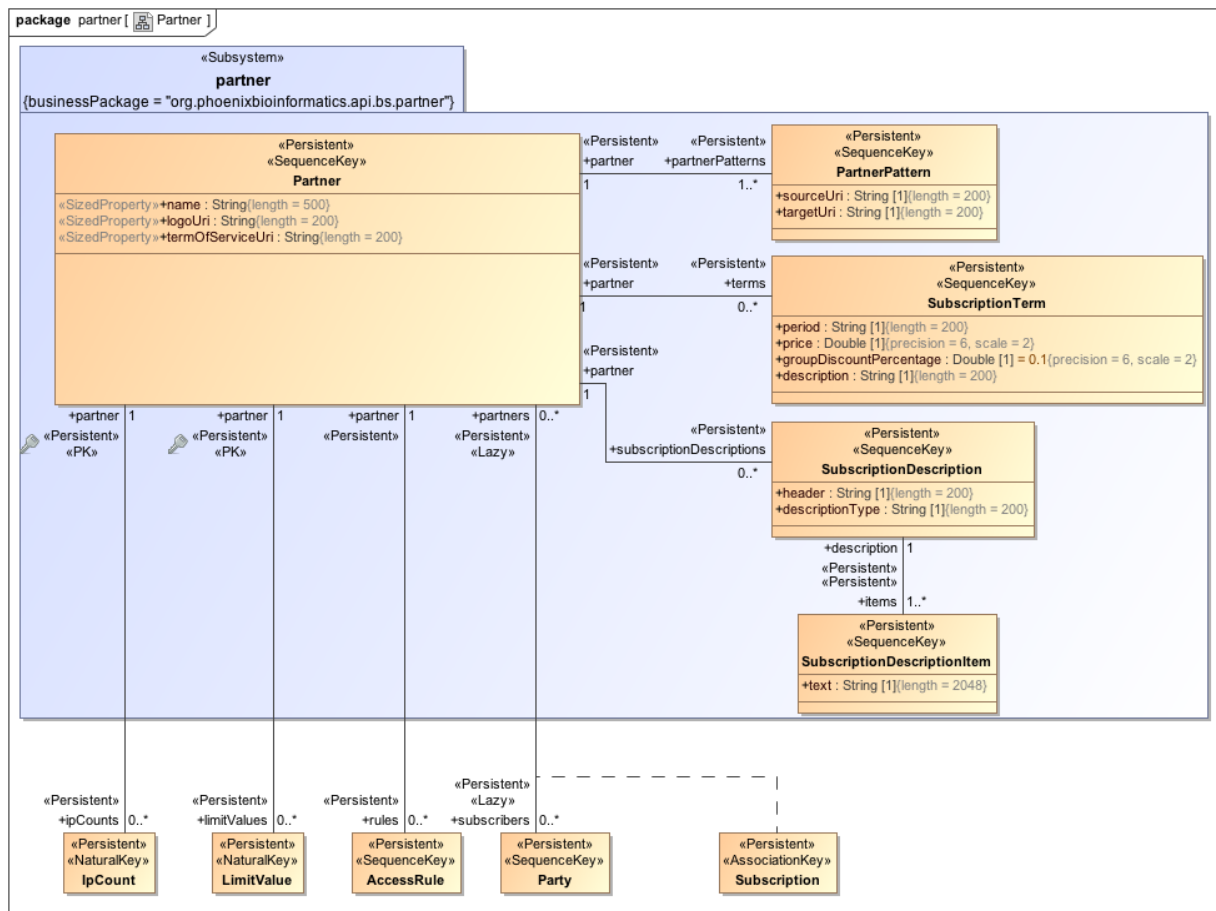 package partner [ Partner ]
«Subsystem»
partner
{businessPackage = "org.phoenixbioinformatics.api.bs.partner"}
«Persistent»
«SequenceKey»
Partner
«SizedProperty»+name : String{length = 500}
«SizedProperty»+logoUri : String{length = 200}
«SizedProperty»+termOfServiceUri : String{length = 200}
«Persistent» «Persistent»
+partner +partnerPatterns
1 1..*
«Persistent»
«SequenceKey»
PartnerPattern
+sourceUri : String [1]{length = 200}
+targetUri : String [1]{length = 200}
«Persistent» «Persistent»
+partner +terms
1 0..*
«Persistent»
«SequenceKey»
SubscriptionTerm
+period : String [1]{length = 200}
+price : Double [1]{precision = 6, scale = 2}
+groupDiscountPercentage : Double [1] = 0.1{precision = 6, scale = 2}
+description : String [1]{length = 200}
«Persistent»
+partner
1
«Persistent»
+subscriptionDescriptions
0..*
«Persistent»
«SequenceKey»
SubscriptionDescription
+header : String [1]{length = 200}
+descriptionType : String [1]{length = 200}
+description 1
«Persistent»
«Persistent»
+items 1..*
«Persistent»
«SequenceKey»
SubscriptionDescriptionItem
+text : String [1]{length = 2048}
+partner 1
«Persistent»
«PK»
+partner 1
«Persistent»
«PK»
+partner 1
«Persistent»
+partners 0..*
«Persistent»
«Lazy»
«Persistent»
+ipCounts 0..*
«Persistent»
+limitValues 0..*
«Persistent»
+rules 0..*
«Persistent»
«Lazy»
+subscribers 0..*
«Persistent»
«NaturalKey»
IpCount
«Persistent»
«NaturalKey»
LimitValue
«Persistent»
«SequenceKey»
AccessRule
«Persistent»
«SequenceKey»
Party
«Persistent»
«AssociationKey»
Subscription